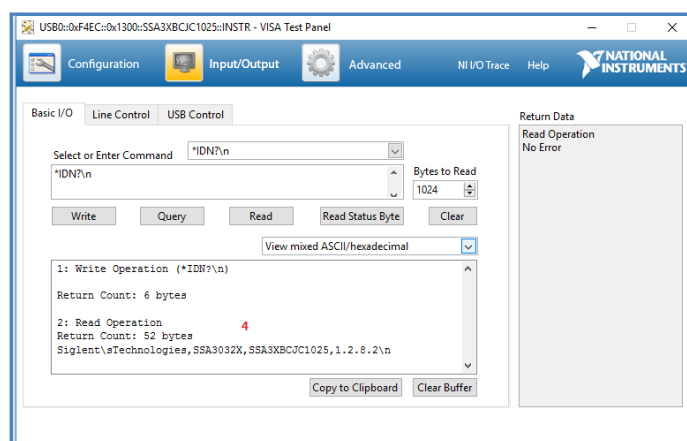 USB0::0xF4EC::0x1300::SSA3XBCJC1025::INSTR - VISA Test Panel
Configuration Input/Output Advanced NI I/O Trace Help NATIONAL INSTRUMENTS
Basic I/O Line Control USB Control
Return Data
Read Operation
No Error
Select or Enter Command *IDN?\n
*IDN?\n
Bytes to Read
1024
Write Query Read Read Status Byte Clear
View mixed ASCII/hexadecimal
1: Write Operation (*IDN?\n)
Return Count: 6 bytes
2: Read Operation
4
Return Count: 52 bytes
Siglent\sTechnologies,SSA3032X,SSA3XBCJC1025,1.2.8.2\n
Copy to Clipboard Clear Buffer